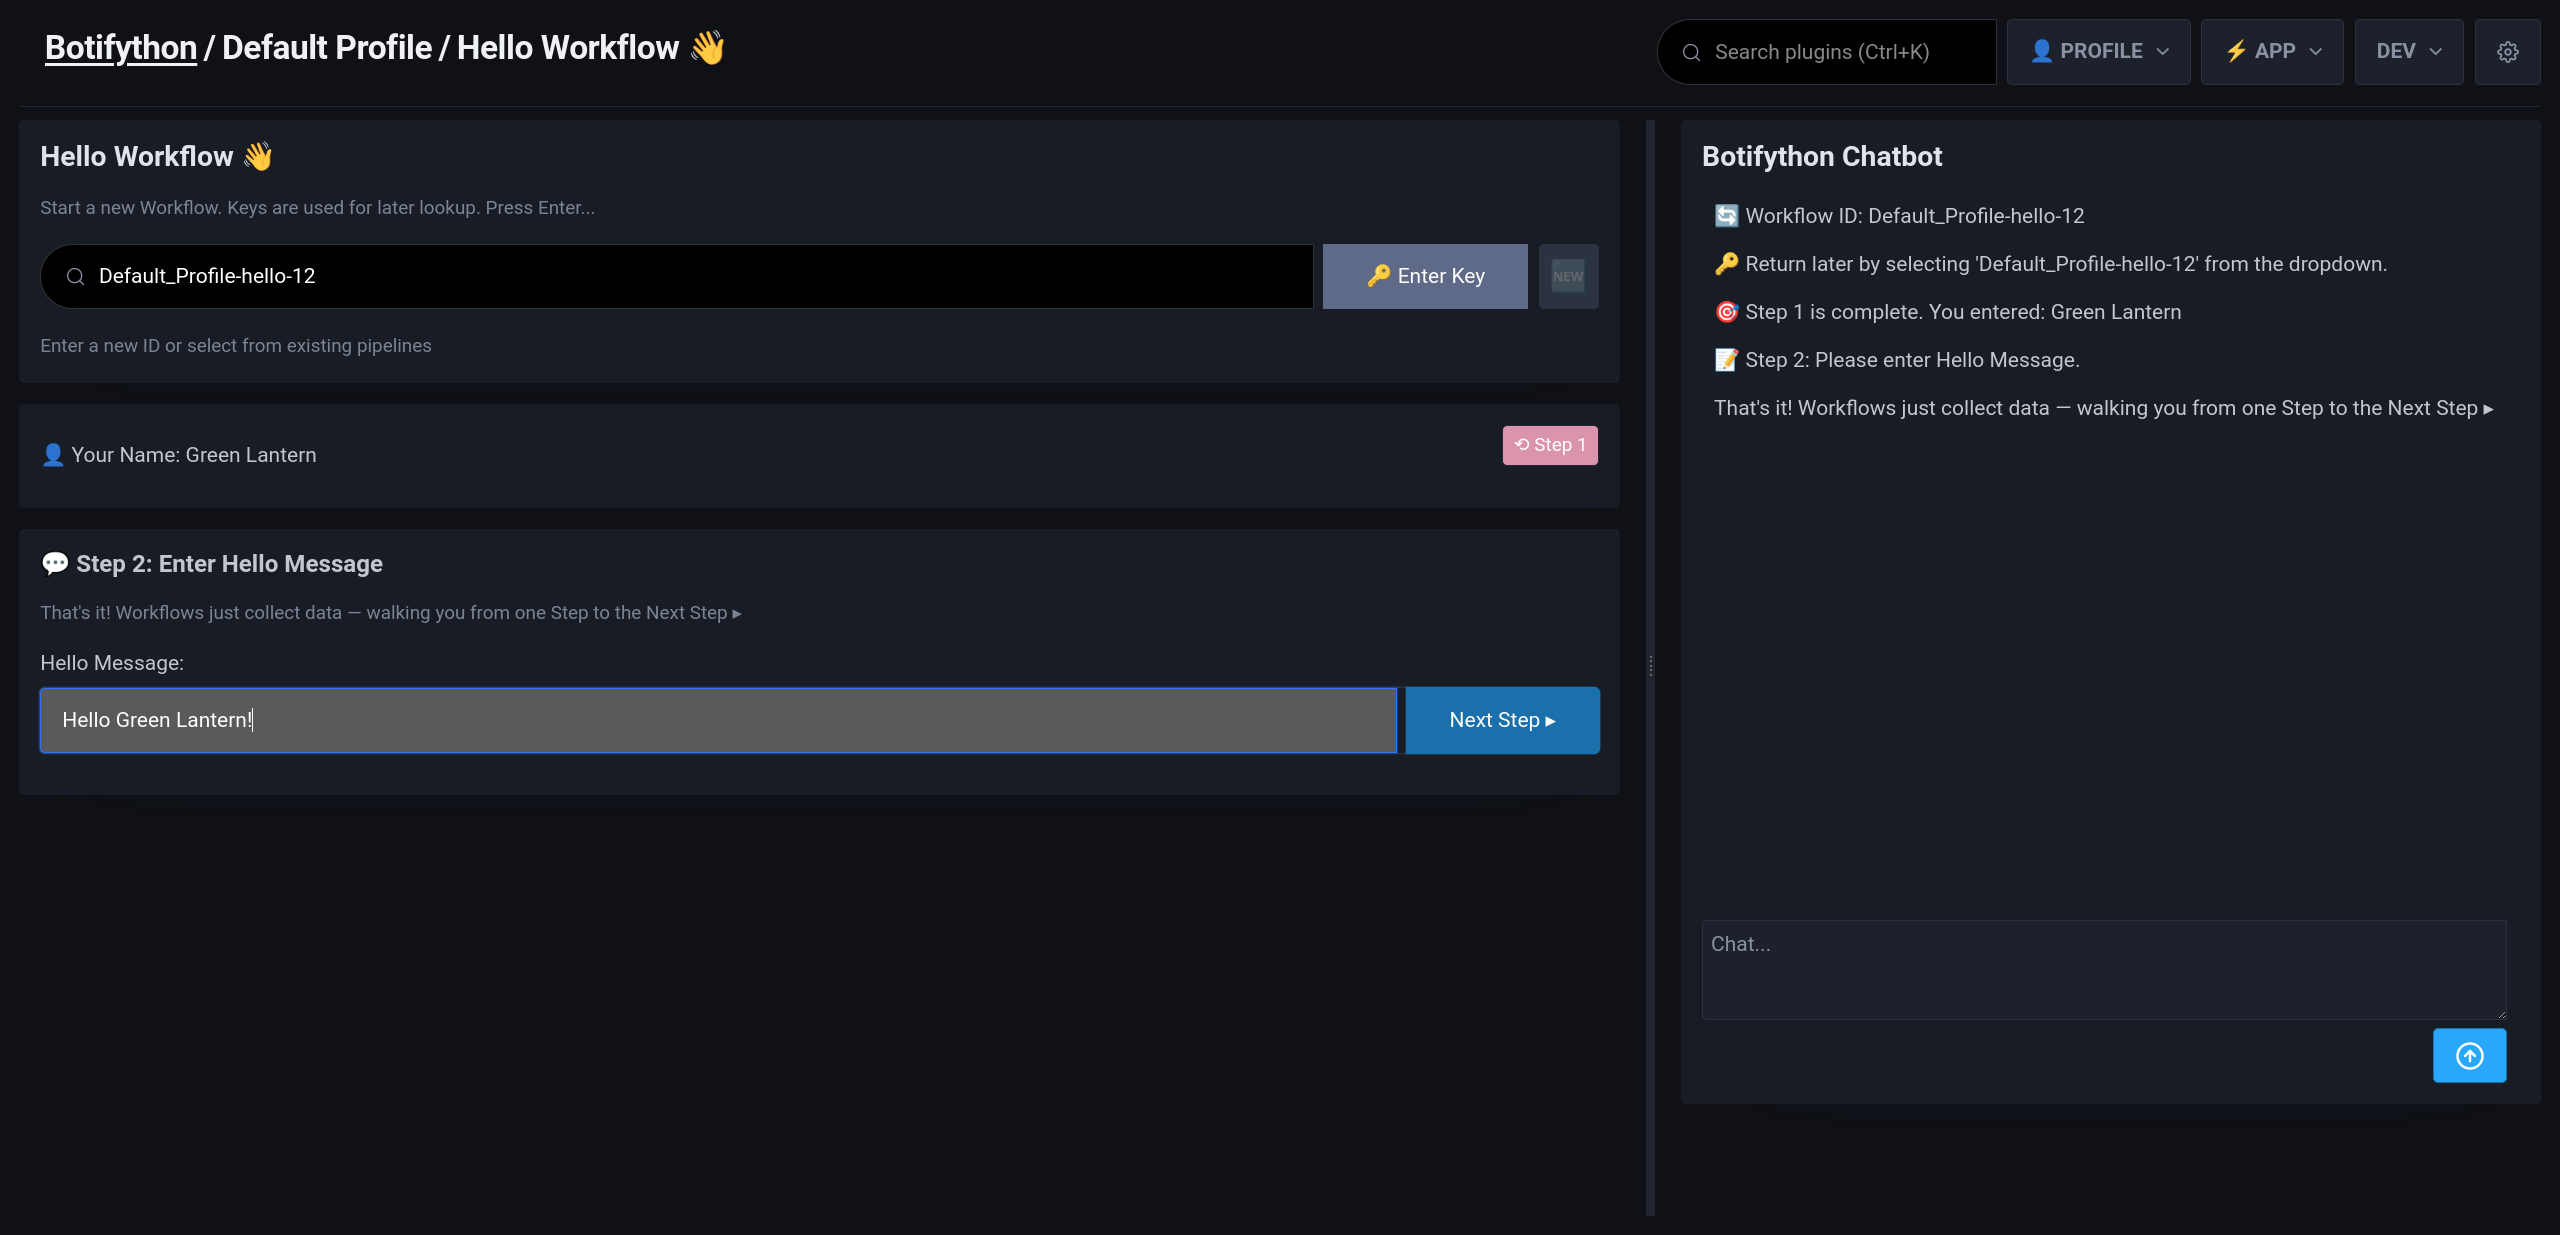 Botifython / Default Profile / Hello Workflow 👋
Search plugins (Ctrl+K)
👤 PROFILE
⚡ APP
DEV
Hello Workflow 👋
Start a new Workflow. Keys are used for later lookup. Press Enter...
Default_Profile-hello-12
🔑 Enter Key
🆕
Enter a new ID or select from existing pipelines
👤 Your Name: Green Lantern
⟲ Step 1
💬 Step 2: Enter Hello Message
That's it! Workflows just collect data — walking you from one Step to the Next Step ▸
Hello Message:
Hello Green Lantern!
Next Step ▸
Botifython Chatbot
🔄 Workflow ID: Default_Profile-hello-12
🔑 Return later by selecting 'Default_Profile-hello-12' from the dropdown.
🎯 Step 1 is complete. You entered: Green Lantern
📝 Step 2: Please enter Hello Message.
That's it! Workflows just collect data — walking you from one Step to the Next Step ▸
Chat...